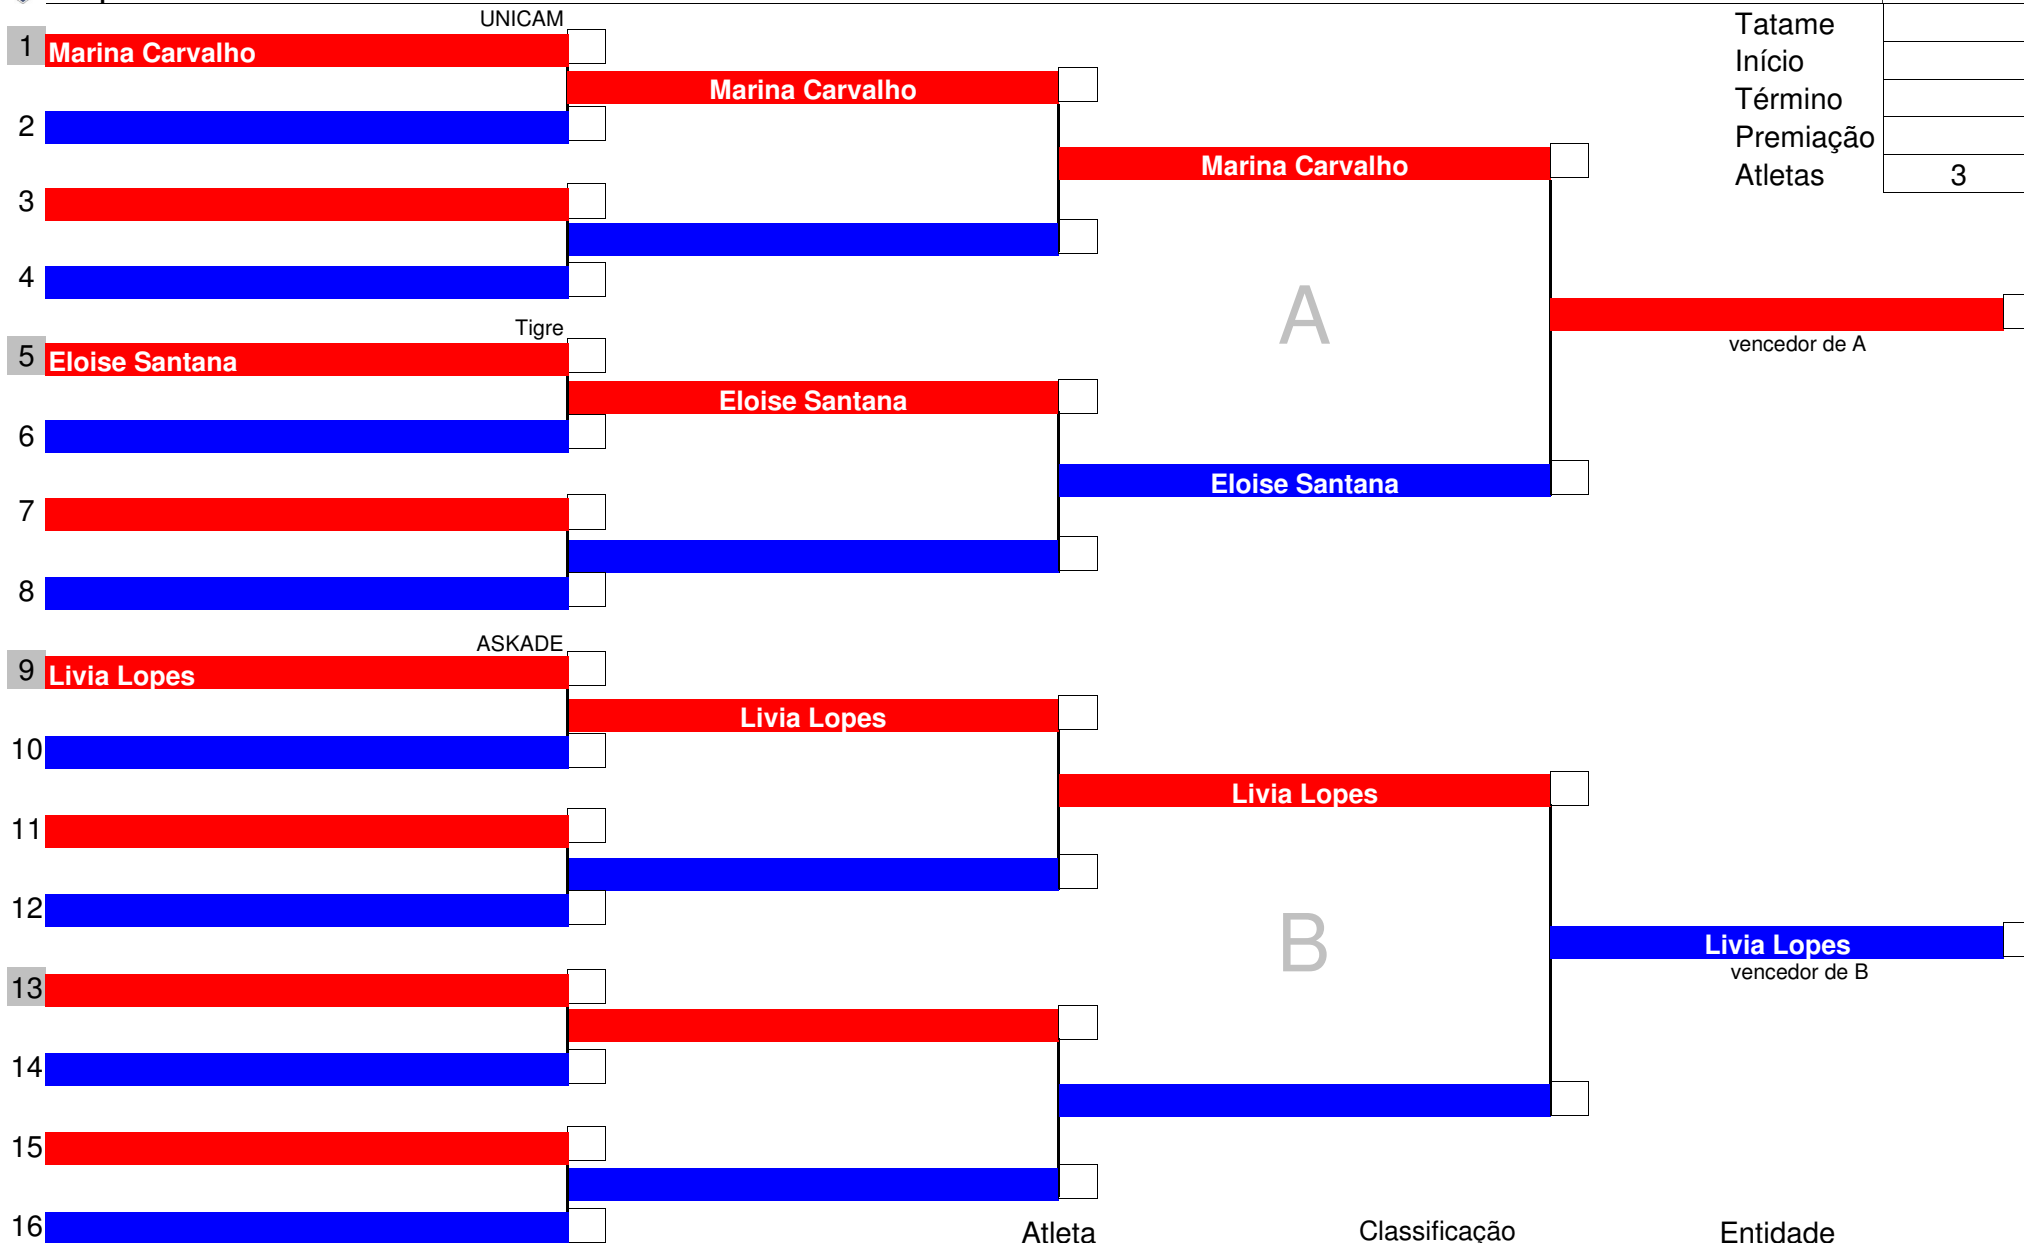 UNICAM
Tatame
1 Marina Carvalho
Início
Marina Carvalho
Término
2
Premiação
Marina Carvalho
Atletas 3
3
4
A
Tigre
vencedor de A
5 Eloise Santana
Eloise Santana
6
Eloise Santana
7
8
ASKADE
9 Livia Lopes
Livia Lopes
10
Livia Lopes
11
12
B
Livia Lopes
vencedor de B
13
14
15
16
Atleta Classificação Entidade